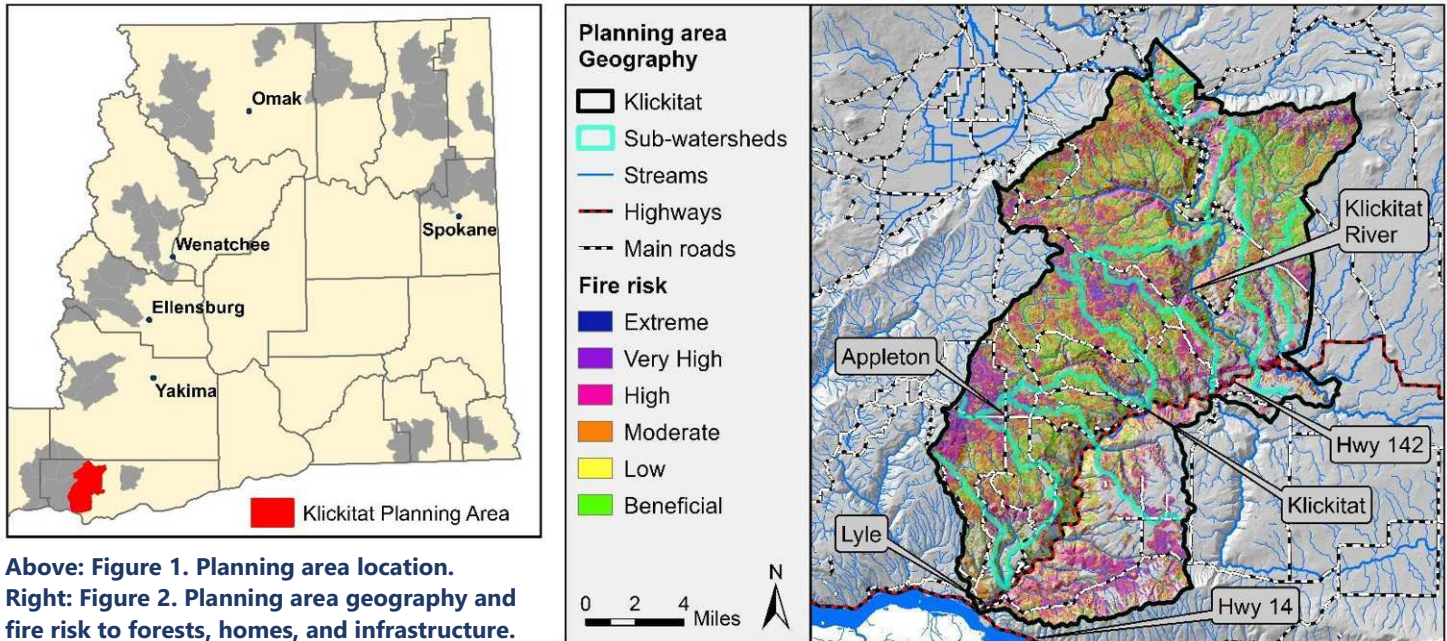 Omak
Spokane
Wenatchee
Ellensburg
Yakima
Klickitat Planning Area
Above: Figure 1. Planning area location.
Right: Figure 2. Planning area geography and
fire risk to forests, homes, and infrastructure.
Planning area
Geography
Klickitat
Sub-watersheds
Streams
Highways
Main roads
Fire risk
Extreme
Very High
High
Moderate
Low
Beneficial
N
0 2 4 Miles
Klickitat
River
Appleton
Hwy 142
Klickitat
Lyle
Hwy 14